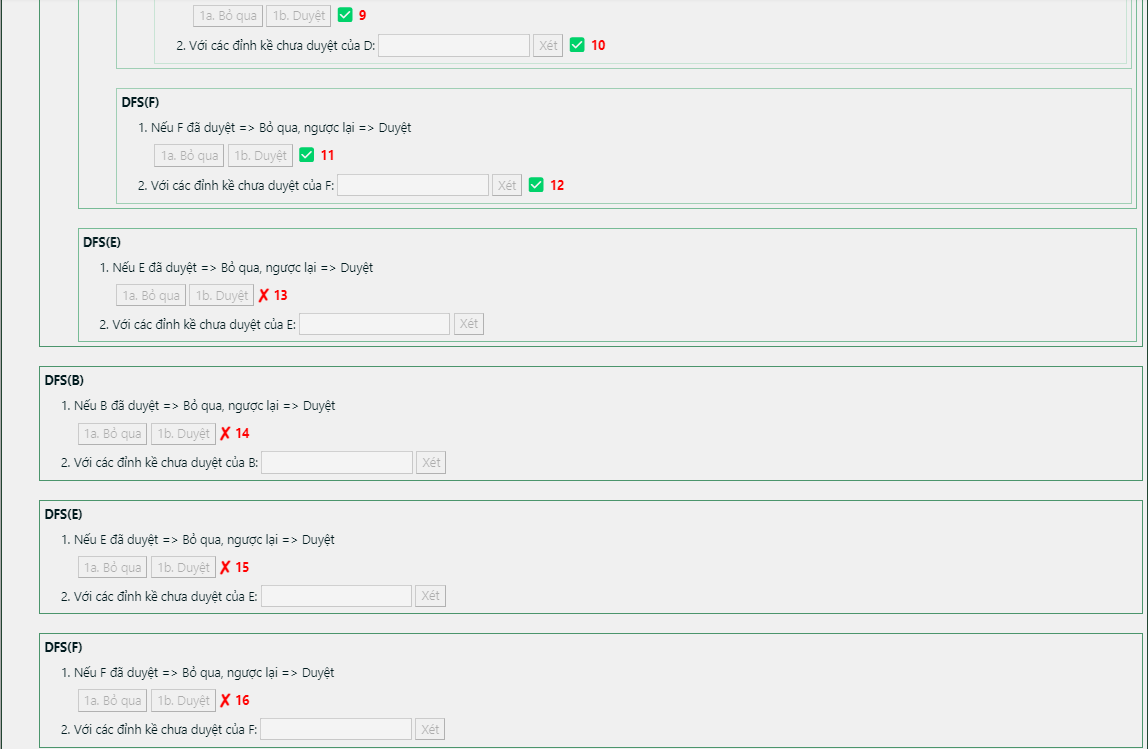 1a. Bỏ qua 1b. Duyệt 9
2. Với các đỉnh kề chưa duyệt của D: Xét 10
DFS(F)
1. Nếu F đã duyệt => Bỏ qua, ngược lại => Duyệt
1a. Bỏ qua 1b. Duyệt 11
2. Với các đỉnh kề chưa duyệt của F: Xét 12
DFS(E)
1. Nếu E đã duyệt => Bỏ qua, ngược lại => Duyệt
1a. Bỏ qua 1b. Duyệt ✗ 13
2. Với các đỉnh kề chưa duyệt của E: Xét
DFS(B)
1. Nếu B đã duyệt => Bỏ qua, ngược lại => Duyệt
1a. Bỏ qua 1b. Duyệt ✗ 14
2. Với các đỉnh kề chưa duyệt của B: Xét
DFS(E)
1. Nếu E đã duyệt => Bỏ qua, ngược lại => Duyệt
1a. Bỏ qua 1b. Duyệt ✗ 15
2. Với các đỉnh kề chưa duyệt của E: Xét
DFS(F)
1. Nếu F đã duyệt => Bỏ qua, ngược lại => Duyệt
1a. Bỏ qua 1b. Duyệt ✗ 16
2. Với các đỉnh kề chưa duyệt của F: Xét